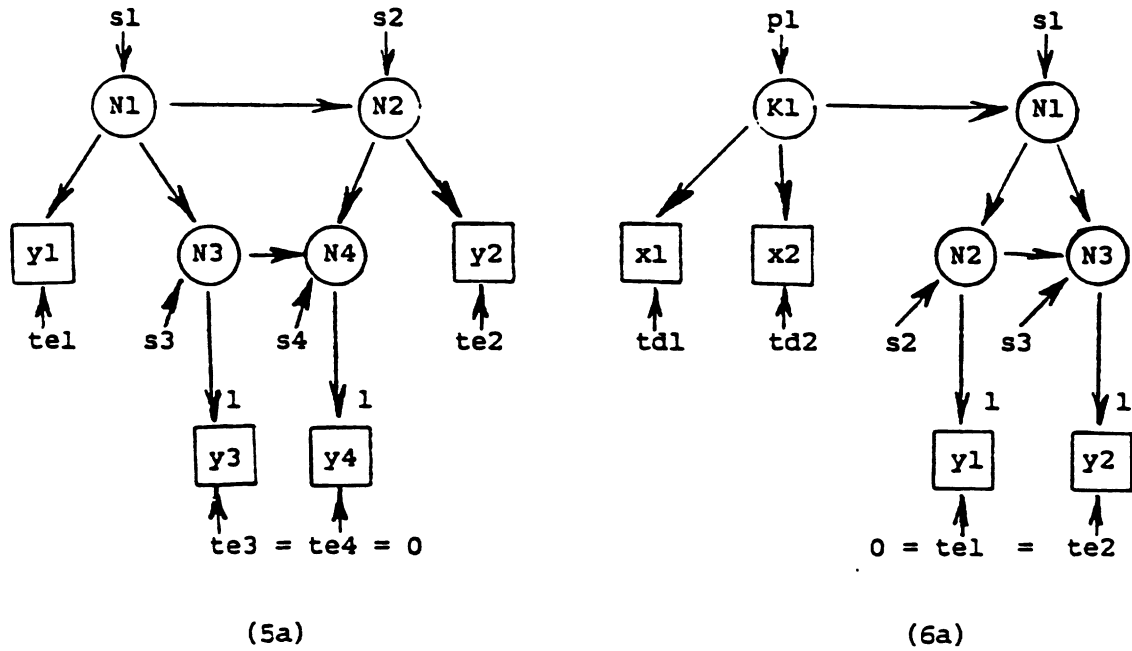 s1 s2 p1 s1
N1 N2 K1 N1
y1 N3 N4 y2 x1 x2 N2 N3
te1 s3 s4 te2 td1 td2 s2 s3
1 1 1 1
y3 y4 y1 y2
te3 = te4 = 0 0 = te1 = te2
(5a) (6a)